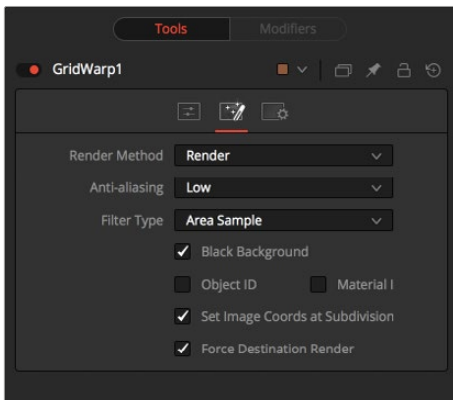 Tools Modifiers
GridWarp1
Render Method Render
Anti-aliasing Low
Filter Type Area Sample
Black Background
Object ID Material I
Set Image Coords at Subdivision
Force Destination Render